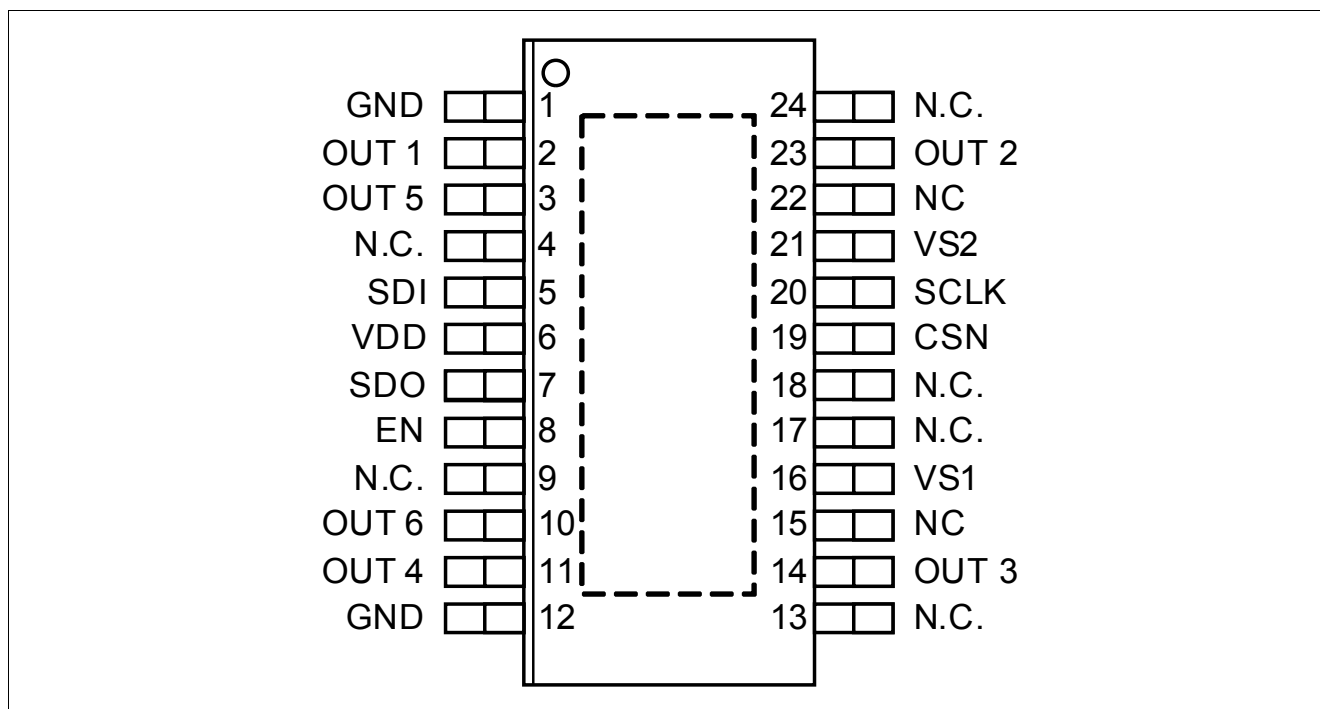 GND 1 24 N.C.
OUT 1 2 23 OUT 2
OUT 5 3 22 NC
N.C. 4 21 VS2
SDI 5 20 SCLK
VDD 6 19 CSN
SDO 7 18 N.C.
EN 8 17 N.C.
N.C. 9 16 VS1
OUT 6 10 15 NC
OUT 4 11 14 OUT 3
GND 12 13 N.C.